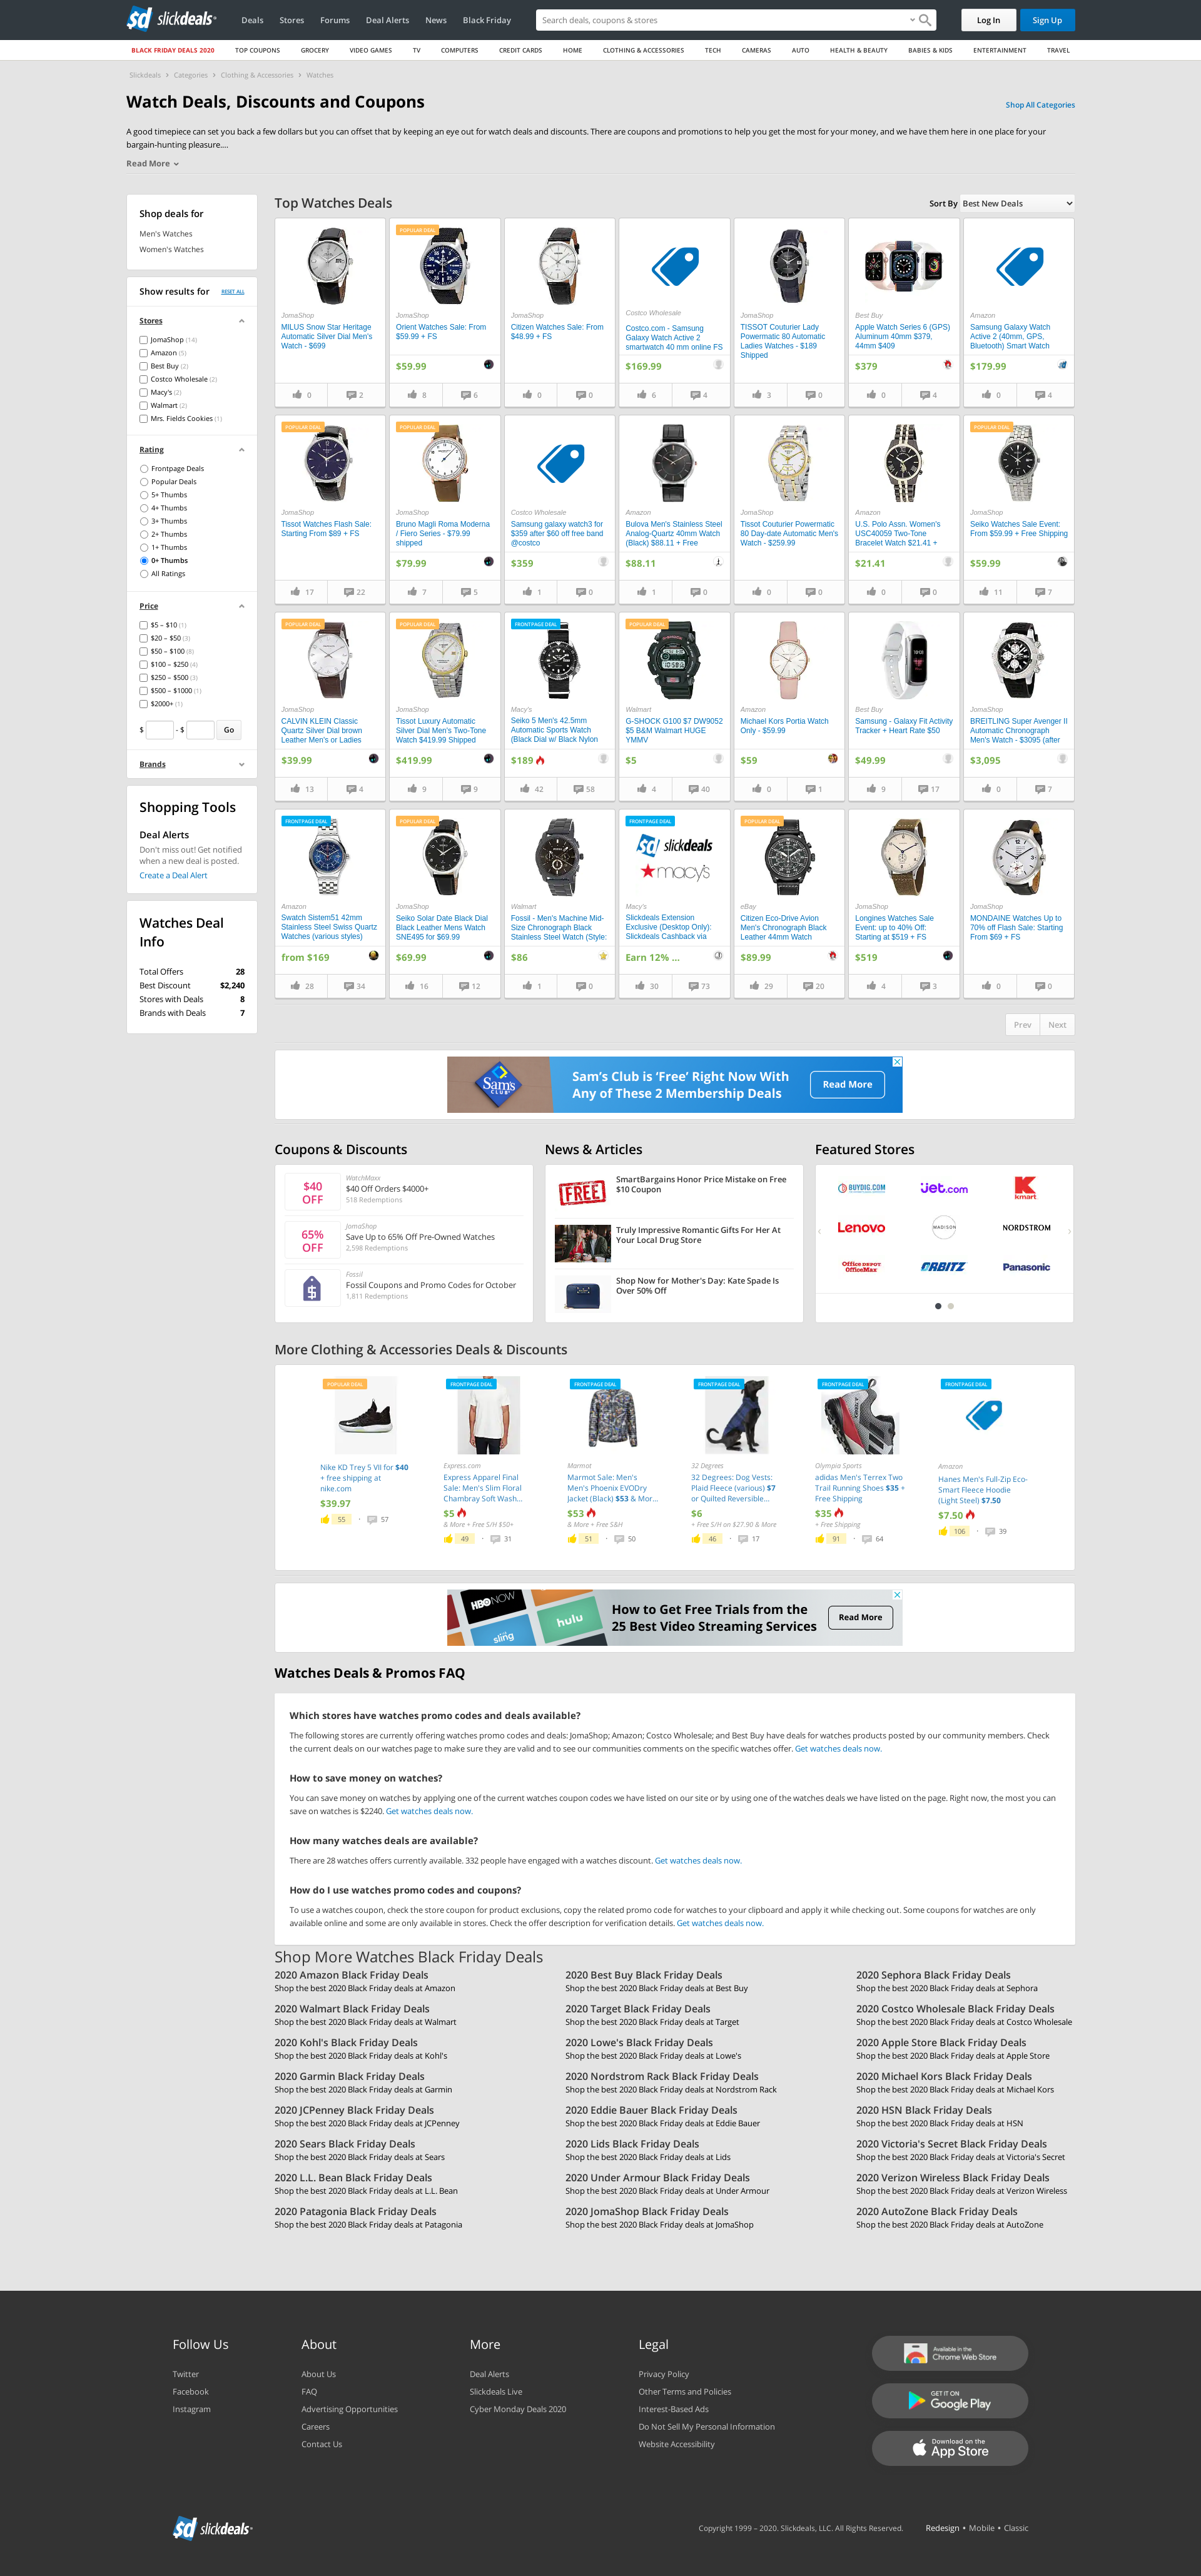 slickdeals
Deals
Stores
Forums
Deal Alerts
News
Black Friday
Search deals, coupons & stores
Log In
Sign Up
BLACK FRIDAY DEALS 2020
TOP COUPONS
GROCERY
VIDEO GAMES
TV
COMPUTERS
CREDIT CARDS
HOME
CLOTHING & ACCESSORIES
TECH
CAMERAS
AUTO
HEALTH & BEAUTY
BABIES & KIDS
ENTERTAINMENT
TRAVEL
Slickdeals > Categories > Clothing & Accessories > Watches
Watch Deals, Discounts and Coupons
Shop All Categories
A good timepiece can set you back a few dollars but you can offset that by keeping an eye out for watch deals and discounts. There are coupons and promotions to help you get the most for your money, and we have them here in one place for your
bargain-hunting pleasure....
Read More
Shop deals for
Men's Watches
Women's Watches
Show results for
RESET ALL
Stores
JomaShop (14)
Amazon (5)
Best Buy (2)
Costco Wholesale (2)
Macy's (2)
Walmart (2)
Mrs. Fields Cookies (1)
Rating
Frontpage Deals
Popular Deals
5+ Thumbs
4+ Thumbs
3+ Thumbs
2+ Thumbs
1+ Thumbs
0+ Thumbs
All Ratings
Price
$5 – $10 (1)
$20 – $50 (3)
$50 – $100 (8)
$100 – $250 (4)
$250 – $500 (3)
$500 – $1000 (1)
$2000+ (1)
$ - $ Go
Brands
Shopping Tools
Deal Alerts
Don't miss out! Get notified
when a new deal is posted.
Create a Deal Alert
Watches Deal
Info
Total Offers 28
Best Discount $2,240
Stores with Deals 8
Brands with Deals 7
Top Watches Deals
Sort By Best New Deals
JomaShop
MILUS Snow Star Heritage
Automatic Silver Dial Men's
Watch - $699
0 2
POPULAR DEAL
JomaShop
Orient Watches Sale: From
$59.99 + FS
$59.99
8 6
JomaShop
Citizen Watches Sale: From
$48.99 + FS
0 0
Costco Wholesale
Costco.com - Samsung
Galaxy Watch Active 2
smartwatch 40 mm online FS
$169.99
6 4
JomaShop
TISSOT Couturier Lady
Powermatic 80 Automatic
Ladies Watches - $189
Shipped
3 0
Best Buy
Apple Watch Series 6 (GPS)
Aluminum 40mm $379,
44mm $409
$379
0 4
Amazon
Samsung Galaxy Watch
Active 2 (40mm, GPS,
Bluetooth) Smart Watch
$179.99
0 4
POPULAR DEAL
JomaShop
Tissot Watches Flash Sale:
Starting From $89 + FS
17 22
POPULAR DEAL
JomaShop
Bruno Magli Roma Moderna
/ Fiero Series - $79.99
shipped
$79.99
7 5
Costco Wholesale
Samsung galaxy watch3 for
$359 after $60 off free band
@costco
$359
1 0
Amazon
Bulova Men's Stainless Steel
Analog-Quartz 40mm Watch
(Black) $88.11 + Free
$88.11
1 0
JomaShop
Tissot Couturier Powermatic
80 Day-date Automatic Men's
Watch - $259.99
0 0
Amazon
U.S. Polo Assn. Women's
USC40059 Two-Tone
Bracelet Watch $21.41 +
$21.41
0 0
POPULAR DEAL
JomaShop
Seiko Watches Sale Event:
From $59.99 + Free Shipping
$59.99
11 7
POPULAR DEAL
JomaShop
CALVIN KLEIN Classic
Quartz Silver Dial brown
Leather Men's or Ladies
$39.99
13 4
POPULAR DEAL
JomaShop
Tissot Luxury Automatic
Silver Dial Men's Two-Tone
Watch $419.99 Shipped
$419.99
9 9
FRONTPAGE DEAL
Macy's
Seiko 5 Men's 42.5mm
Automatic Sports Watch
(Black Dial w/ Black Nylon
$189
42 58
POPULAR DEAL
Walmart
G-SHOCK G100 $7 DW9052
$5 B&M Walmart HUGE
YMMV
$5
4 40
Amazon
Michael Kors Portia Watch
Only - $59.99
$59
0 1
Best Buy
Samsung - Galaxy Fit Activity
Tracker + Heart Rate $50
$49.99
9 17
JomaShop
BREITLING Super Avenger II
Automatic Chronograph
Men's Watch - $3095 (after
$3,095
0 7
FRONTPAGE DEAL
Amazon
Swatch Sistem51 42mm
Stainless Steel Swiss Quartz
Watches (various styles)
from $169
28 34
POPULAR DEAL
JomaShop
Seiko Solar Date Black Dial
Black Leather Mens Watch
SNE495 for $69.99
$69.99
16 12
Walmart
Fossil - Men's Machine Mid-
Size Chronograph Black
Stainless Steel Watch (Style:
$86
1 0
FRONTPAGE DEAL
slickdeals
macy's
Macy's
Slickdeals Extension
Exclusive (Desktop Only):
Slickdeals Cashback via
Earn 12% ...
30 73
POPULAR DEAL
eBay
Citizen Eco-Drive Avion
Men's Chronograph Black
Leather 44mm Watch
$89.99
29 20
JomaShop
Longines Watches Sale
Event: up to 40% Off:
Starting at $519 + FS
$519
4 3
JomaShop
MONDAINE Watches Up to
70% off Flash Sale: Starting
From $69 + FS
0 0
Prev Next
Sam's CLUB
Sam's Club is 'Free' Right Now With
Any of These 2 Membership Deals
Read More
Coupons & Discounts
$40
OFF
WatchMaxx
$40 Off Orders $4000+
518 Redemptions
65%
OFF
JomaShop
Save Up to 65% Off Pre-Owned Watches
2,598 Redemptions
Fossil
Fossil Coupons and Promo Codes for October
1,811 Redemptions
News & Articles
FREE
SmartBargains Honor Price Mistake on Free
$10 Coupon
Truly Impressive Romantic Gifts For Her At
Your Local Drug Store
Shop Now for Mother's Day: Kate Spade Is
Over 50% Off
Featured Stores
BUYDIG.COM
jet.com
kmart
Lenovo
MADISON
NORDSTROM
Office DEPOT
OfficeMax
ORBITZ
Panasonic
More Clothing & Accessories Deals & Discounts
POPULAR DEAL
Nike KD Trey 5 VII for $40
+ free shipping at
nike.com
$39.97
55 57
FRONTPAGE DEAL
Express.com
Express Apparel Final
Sale: Men's Slim Floral
Chambray Soft Wash...
$5
& More + Free S/H $50+
49 31
FRONTPAGE DEAL
Marmot
Marmot Sale: Men's
Men's Phoenix EVODry
Jacket (Black) $53 & Mor...
$53
& More + Free S&H
51 50
FRONTPAGE DEAL
32 Degrees
32 Degrees: Dog Vests:
Plaid Fleece (various) $7
or Quilted Reversible...
$6
+ Free S/H on $27.90 & More
46 17
FRONTPAGE DEAL
Olympia Sports
adidas Men's Terrex Two
Trail Running Shoes $35 +
Free Shipping
$35
+ Free Shipping
91 64
FRONTPAGE DEAL
Amazon
Hanes Men's Full-Zip Eco-
Smart Fleece Hoodie
(Light Steel) $7.50
$7.50
106 39
HBO NOW
sling
hulu
How to Get Free Trials from the
25 Best Video Streaming Services
Read More
Watches Deals & Promos FAQ
Which stores have watches promo codes and deals available?
The following stores are currently offering watches promo codes and deals: JomaShop; Amazon; Costco Wholesale; and Best Buy have deals for watches products posted by our community members. Check
the current deals on our watches page to make sure they are valid and to see our communities comments on the specific watches offer. Get watches deals now.
How to save money on watches?
You can save money on watches by applying one of the current watches coupon codes we have listed on our site or by using one of the watches deals we have listed on the page. Right now, the most you can
save on watches is $2240. Get watches deals now.
How many watches deals are available?
There are 28 watches offers currently available. 332 people have engaged with a watches discount. Get watches deals now.
How do I use watches promo codes and coupons?
To use a watches coupon, check the store coupon for product exclusions, copy the related promo code for watches to your clipboard and apply it while checking out. Some coupons for watches are only
available online and some are only available in stores. Check the offer description for verification details. Get watches deals now.
Shop More Watches Black Friday Deals
2020 Amazon Black Friday Deals
Shop the best 2020 Black Friday deals at Amazon
2020 Best Buy Black Friday Deals
Shop the best 2020 Black Friday deals at Best Buy
2020 Sephora Black Friday Deals
Shop the best 2020 Black Friday deals at Sephora
2020 Walmart Black Friday Deals
Shop the best 2020 Black Friday deals at Walmart
2020 Target Black Friday Deals
Shop the best 2020 Black Friday deals at Target
2020 Costco Wholesale Black Friday Deals
Shop the best 2020 Black Friday deals at Costco Wholesale
2020 Kohl's Black Friday Deals
Shop the best 2020 Black Friday deals at Kohl's
2020 Lowe's Black Friday Deals
Shop the best 2020 Black Friday deals at Lowe's
2020 Apple Store Black Friday Deals
Shop the best 2020 Black Friday deals at Apple Store
2020 Garmin Black Friday Deals
Shop the best 2020 Black Friday deals at Garmin
2020 Nordstrom Rack Black Friday Deals
Shop the best 2020 Black Friday deals at Nordstrom Rack
2020 Michael Kors Black Friday Deals
Shop the best 2020 Black Friday deals at Michael Kors
2020 JCPenney Black Friday Deals
Shop the best 2020 Black Friday deals at JCPenney
2020 Eddie Bauer Black Friday Deals
Shop the best 2020 Black Friday deals at Eddie Bauer
2020 HSN Black Friday Deals
Shop the best 2020 Black Friday deals at HSN
2020 Sears Black Friday Deals
Shop the best 2020 Black Friday deals at Sears
2020 Lids Black Friday Deals
Shop the best 2020 Black Friday deals at Lids
2020 Victoria's Secret Black Friday Deals
Shop the best 2020 Black Friday deals at Victoria's Secret
2020 L.L. Bean Black Friday Deals
Shop the best 2020 Black Friday deals at L.L. Bean
2020 Under Armour Black Friday Deals
Shop the best 2020 Black Friday deals at Under Armour
2020 Verizon Wireless Black Friday Deals
Shop the best 2020 Black Friday deals at Verizon Wireless
2020 Patagonia Black Friday Deals
Shop the best 2020 Black Friday deals at Patagonia
2020 JomaShop Black Friday Deals
Shop the best 2020 Black Friday deals at JomaShop
2020 AutoZone Black Friday Deals
Shop the best 2020 Black Friday deals at AutoZone
Follow Us
Twitter
Facebook
Instagram
About
About Us
FAQ
Advertising Opportunities
Careers
Contact Us
More
Deal Alerts
Slickdeals Live
Cyber Monday Deals 2020
Legal
Privacy Policy
Other Terms and Policies
Interest-Based Ads
Do Not Sell My Personal Information
Website Accessibility
Available in the
Chrome Web Store
GET IT ON
Google Play
Download on the
App Store
slickdeals
Copyright 1999 – 2020. Slickdeals, LLC. All Rights Reserved.
Redesign • Mobile • Classic